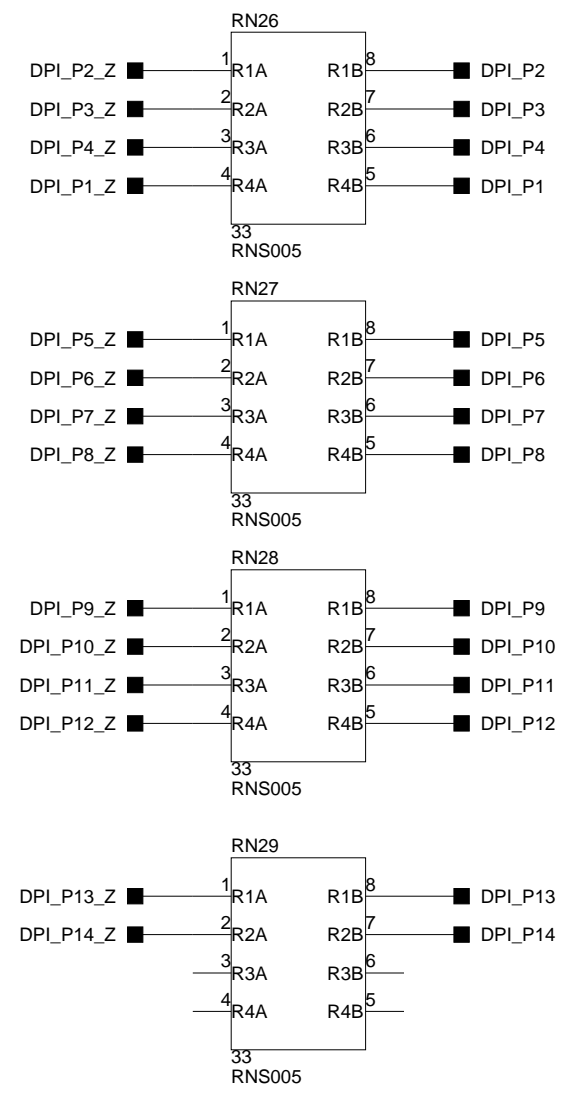 RN26
DPI_P2_Z 1 R1A R1B 8 DPI_P2
DPI_P3_Z 2 R2A R2B 7 DPI_P3
DPI_P4_Z 3 R3A R3B 6 DPI_P4
DPI_P1_Z 4 R4A R4B 5 DPI_P1
33
RNS005
RN27
DPI_P5_Z 1 R1A R1B 8 DPI_P5
DPI_P6_Z 2 R2A R2B 7 DPI_P6
DPI_P7_Z 3 R3A R3B 6 DPI_P7
DPI_P8_Z 4 R4A R4B 5 DPI_P8
33
RNS005
RN28
DPI_P9_Z 1 R1A R1B 8 DPI_P9
DPI_P10_Z 2 R2A R2B 7 DPI_P10
DPI_P11_Z 3 R3A R3B 6 DPI_P11
DPI_P12_Z 4 R4A R4B 5 DPI_P12
33
RNS005
RN29
DPI_P13_Z 1 R1A R1B 8 DPI_P13
DPI_P14_Z 2 R2A R2B 7 DPI_P14
3 R3A R3B 6
4 R4A R4B 5
33
RNS005